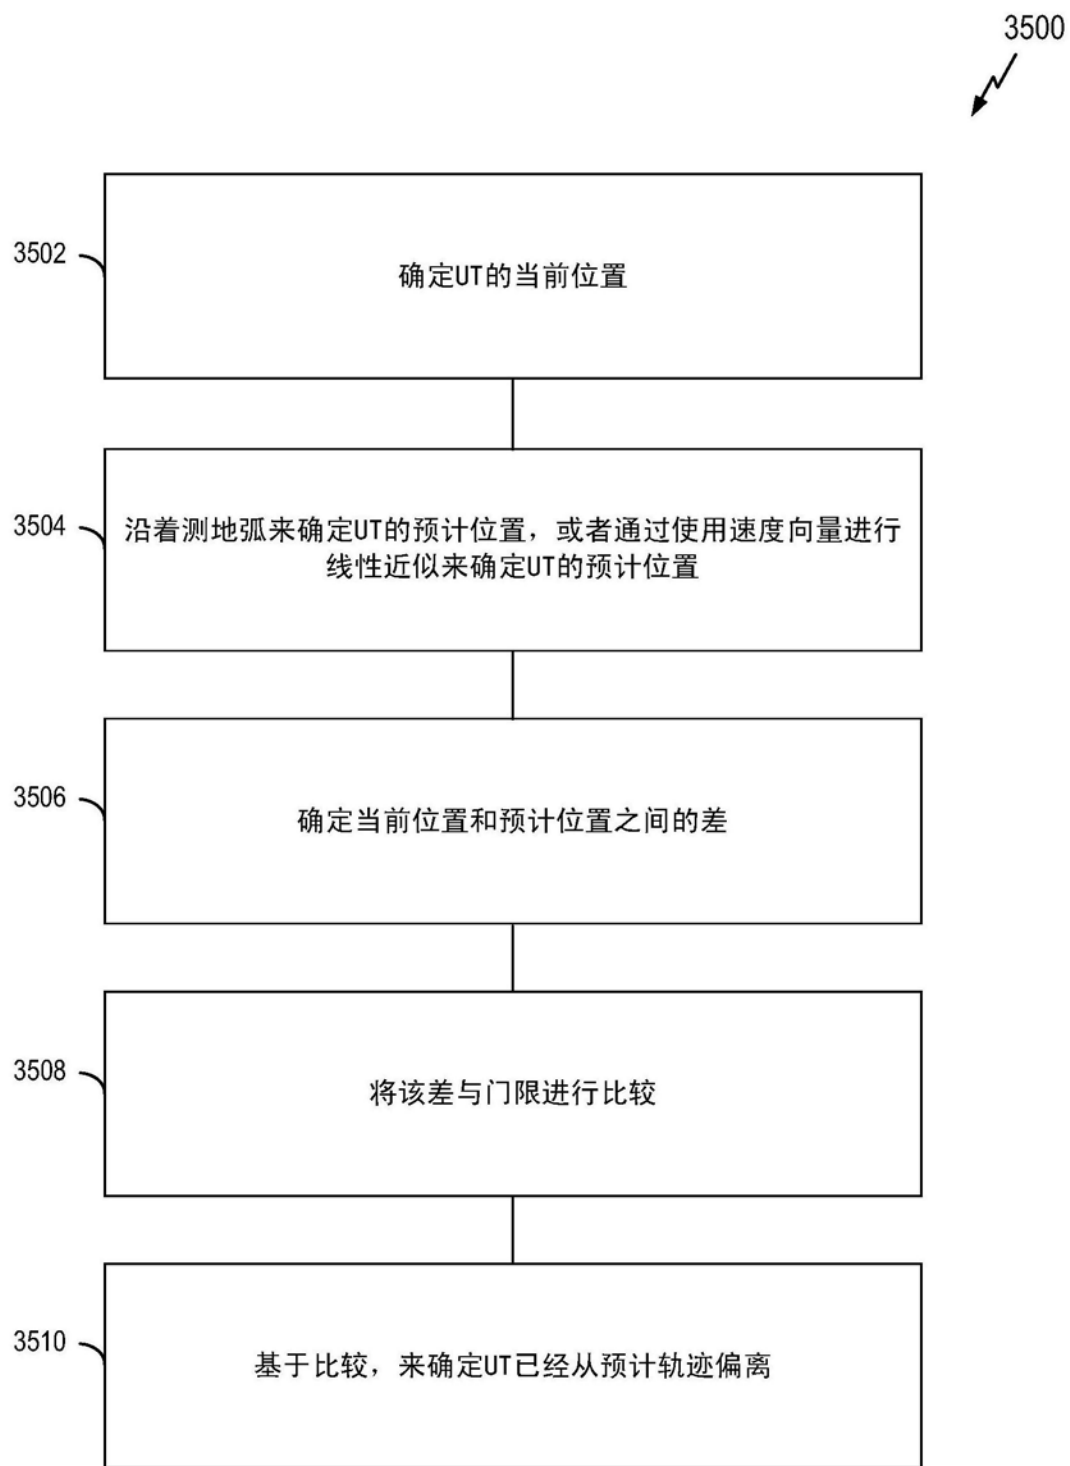 3500
3502
确定UT的当前位置
3504
沿着测地弧来确定UT的预计位置，或者通过使用速度向量进行
线性近似来确定UT的预计位置
3506
确定当前位置和预计位置之间的差
3508
将该差与门限进行比较
3510
基于比较，来确定UT已经从预计轨迹偏离